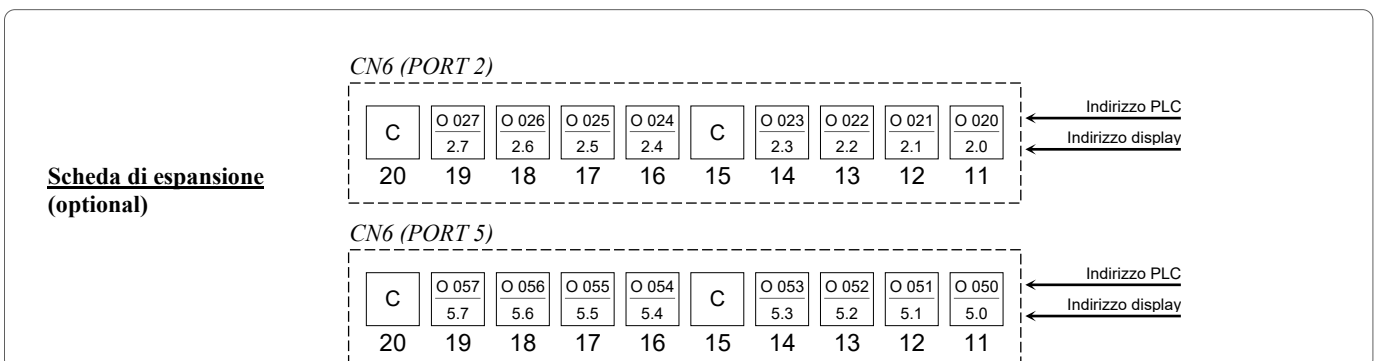 CN6 (PORT 2)
Indirizzo PLC
C O 027 O 026 O 025 O 024 C O 023 O 022 O 021 O 020
2.7 2.6 2.5 2.4 2.3 2.2 2.1 2.0
Indirizzo display
20 19 18 17 16 15 14 13 12 11
Scheda di espansione
(optional)
CN6 (PORT 5)
Indirizzo PLC
C O 057 O 056 O 055 O 054 C O 053 O 052 O 051 O 050
5.7 5.6 5.5 5.4 5.3 5.2 5.1 5.0
Indirizzo display
20 19 18 17 16 15 14 13 12 11